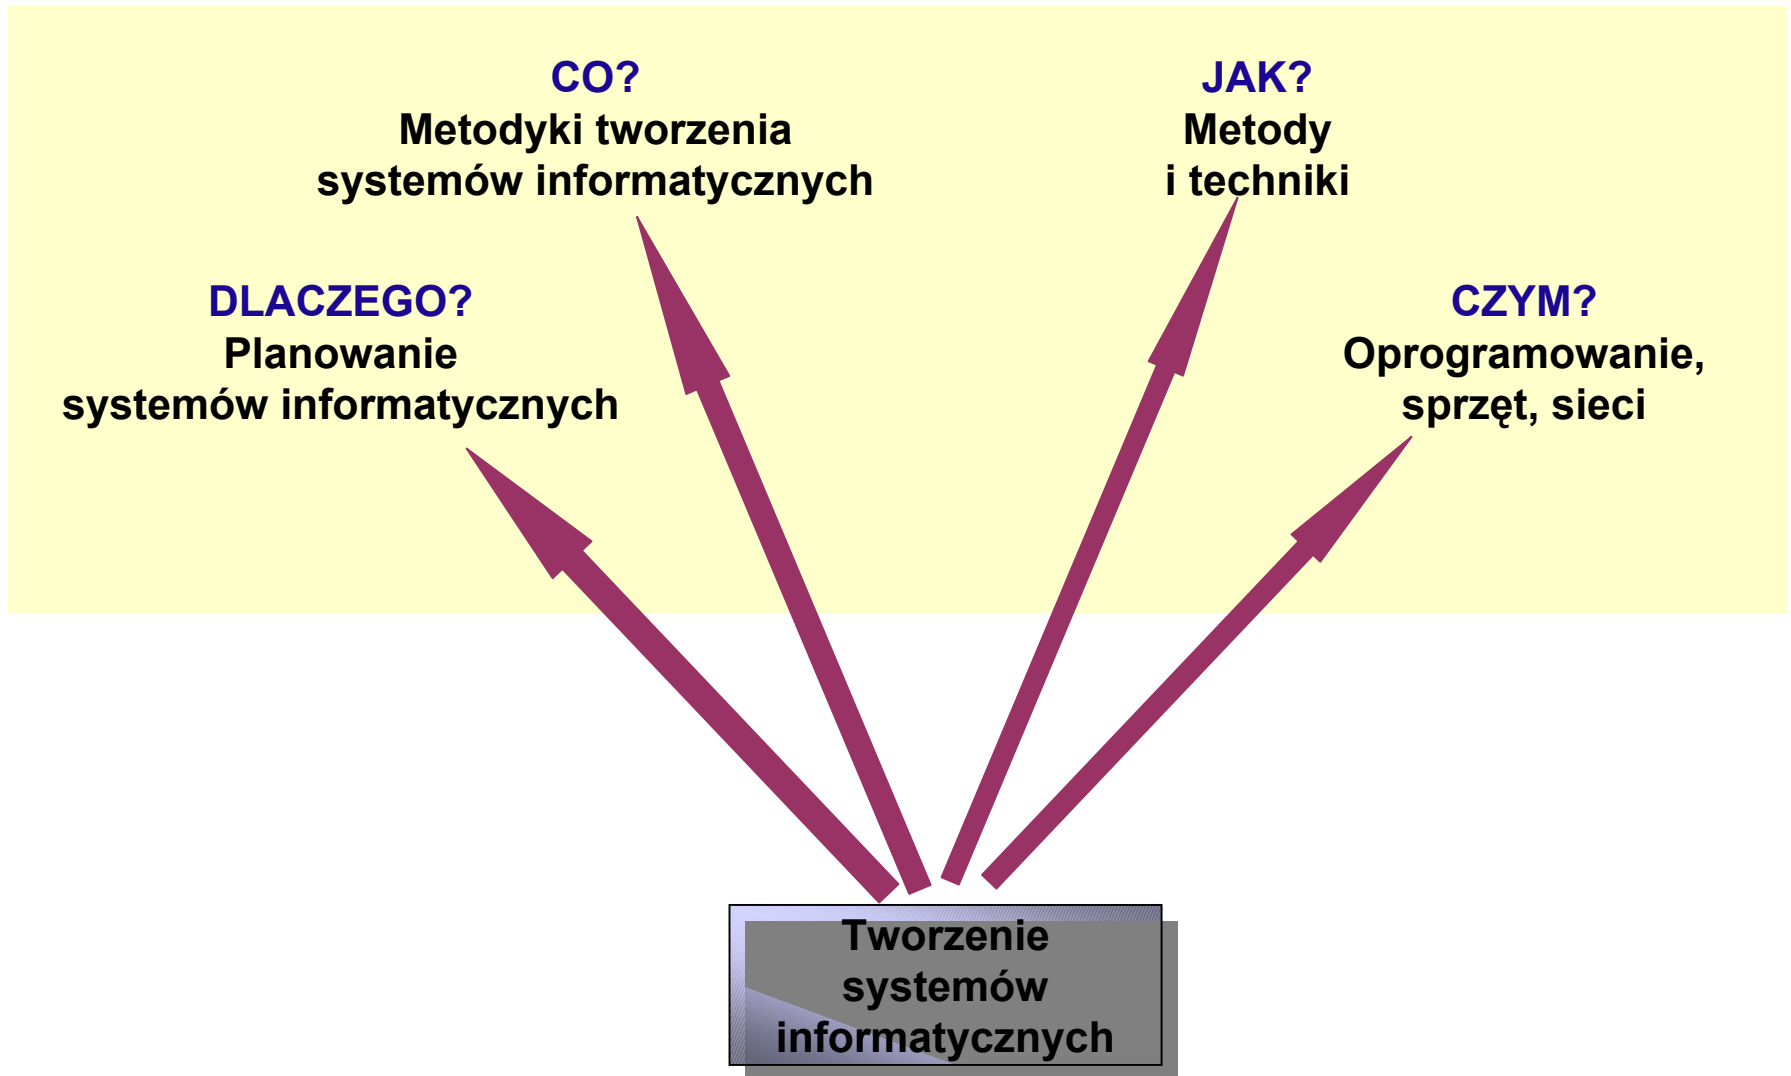 CO?
Metodyki tworzenia
systemów informatycznych
JAK?
Metody
i techniki
DLACZEGO?
Planowanie
systemów informatycznych
CZYM?
Oprogramowanie,
sprzęt, sieci
Tworzenie
systemów
informatycznych